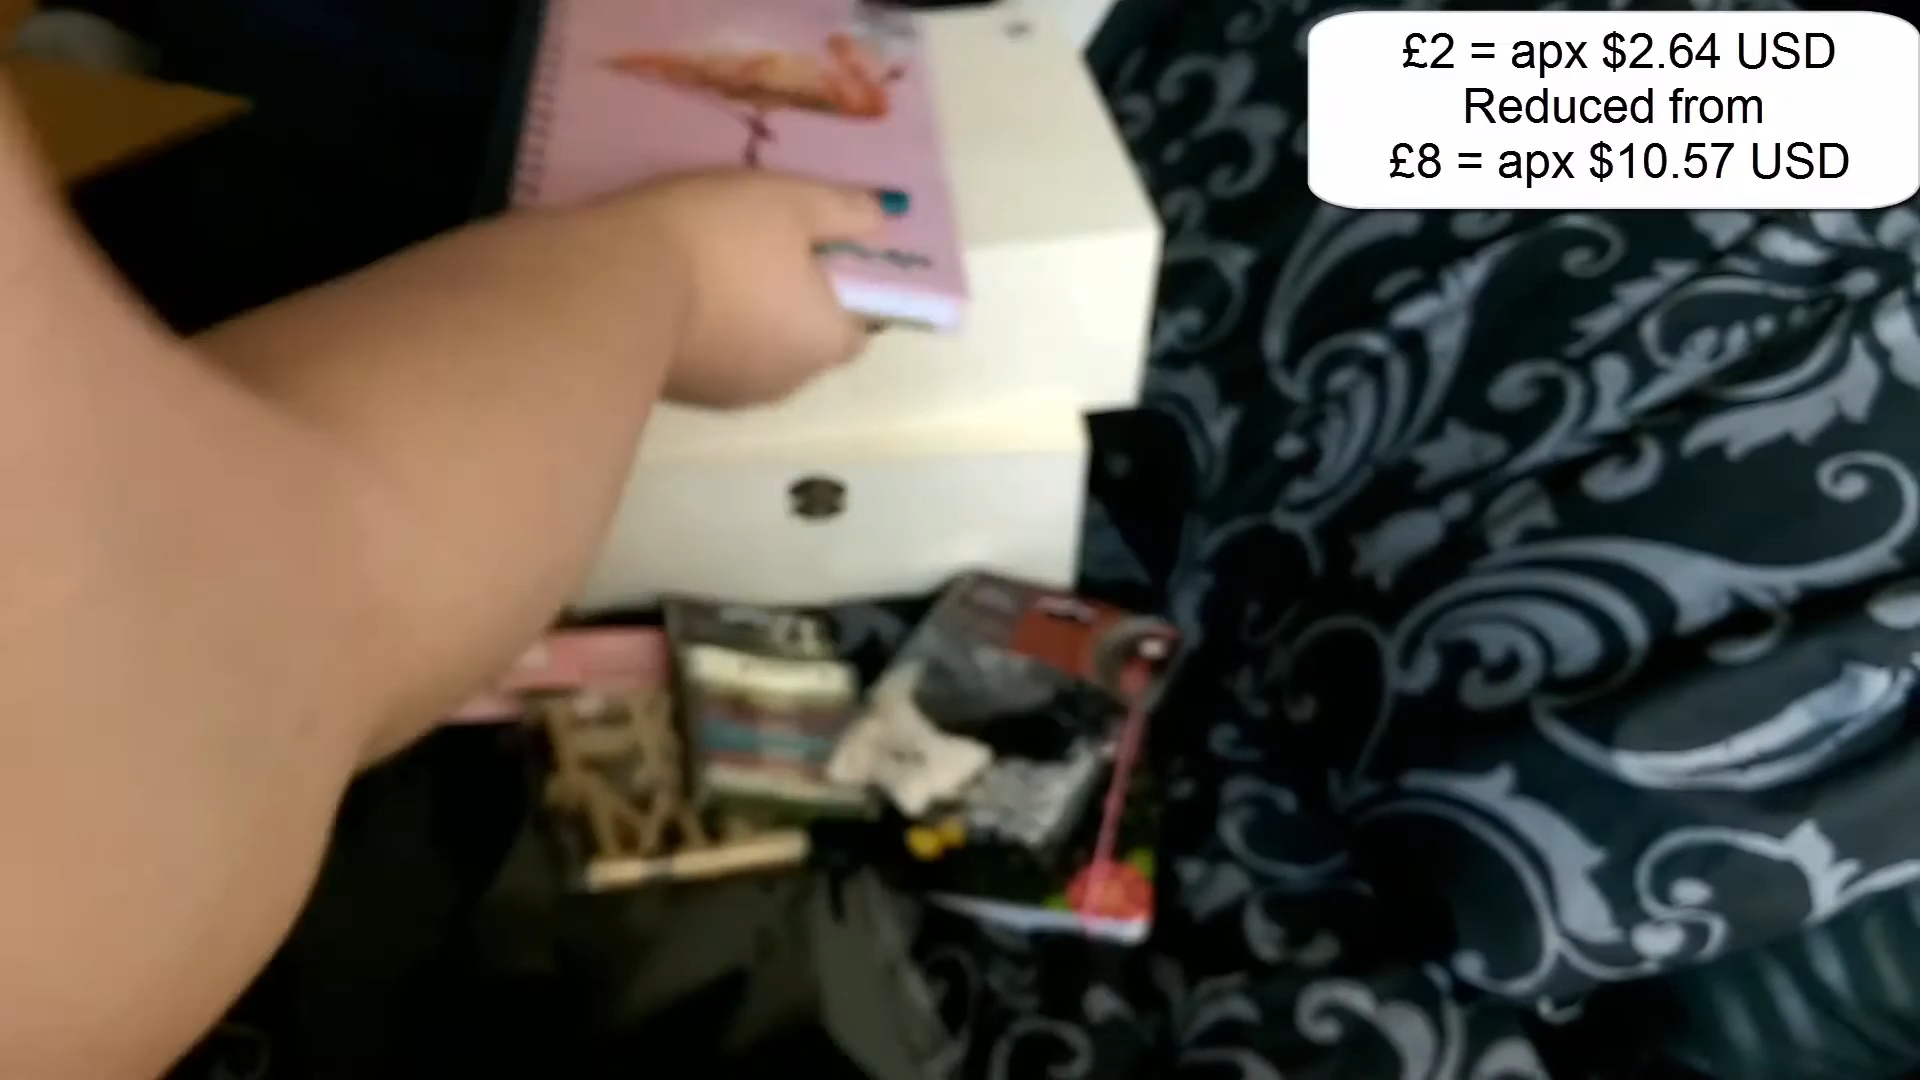 £2 = apx $2.64 USD
Reduced from
£8 = apx $10.57 USD